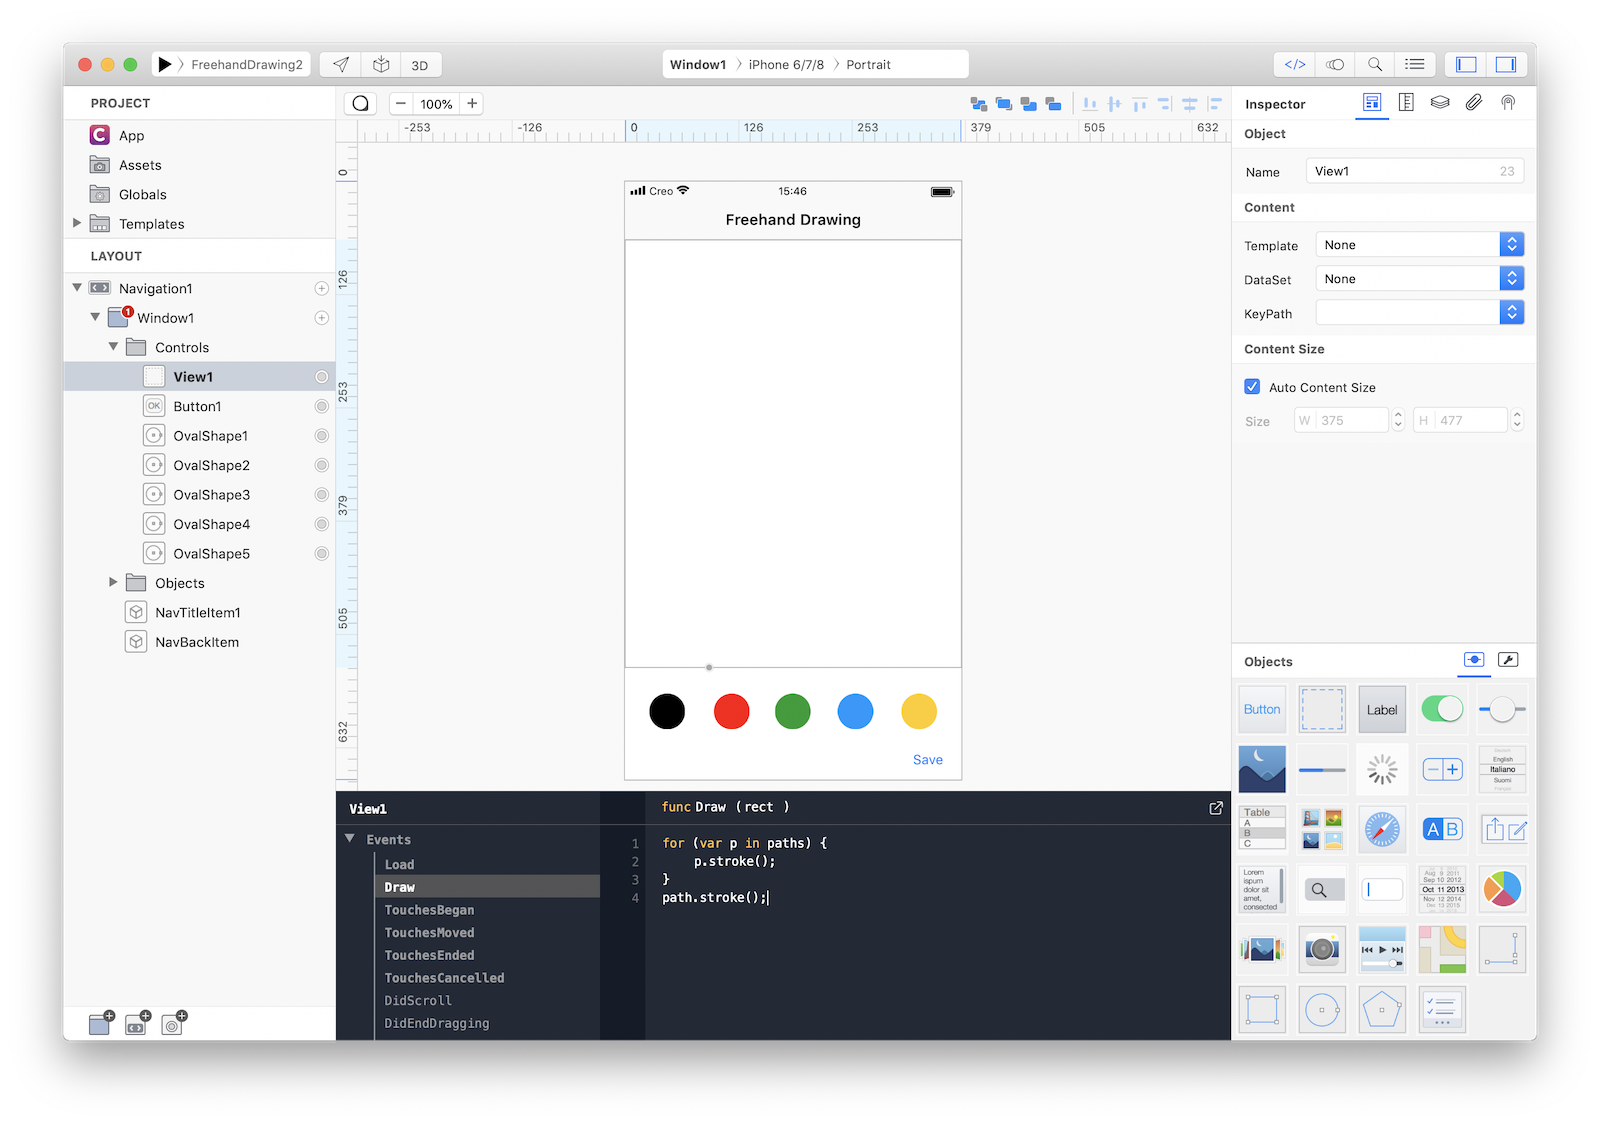 FreehandDrawing2
3D
Window1
iPhone 6/7/8
Portrait
</>
PROJECT
App
Assets
Globals
Templates
LAYOUT
Navigation1
1
Window1
Controls
View1
OK
Button1
OvalShape1
OvalShape2
OvalShape3
OvalShape4
OvalShape5
Objects
NavTitleItem1
NavBackItem
100%
-253
-126
0
126
253
379
505
632
0
126
253
379
505
632
Creo
15:46
Freehand Drawing
Save
View1
Events
Load
Draw
TouchesBegan
TouchesMoved
TouchesEnded
TouchesCancelled
DidScroll
DidEndDragging
func Draw (rect )
1 for (var p in paths) {
2 p.stroke();
3 }
4 path.stroke();
Inspector
Object
Name View1 23
Content
Template None
DataSet None
KeyPath
Content Size
Auto Content Size
Size W 375 H 477
Objects
Button
Label
English
Italiano
Suomi
Table
A
B
C
A B
Lorem
ipsum
dolor sit
amet,
consected
Aug 9 2011
Sep 10 2012
Oct 11 2013
Nov 12 2014
Dec 13 2015